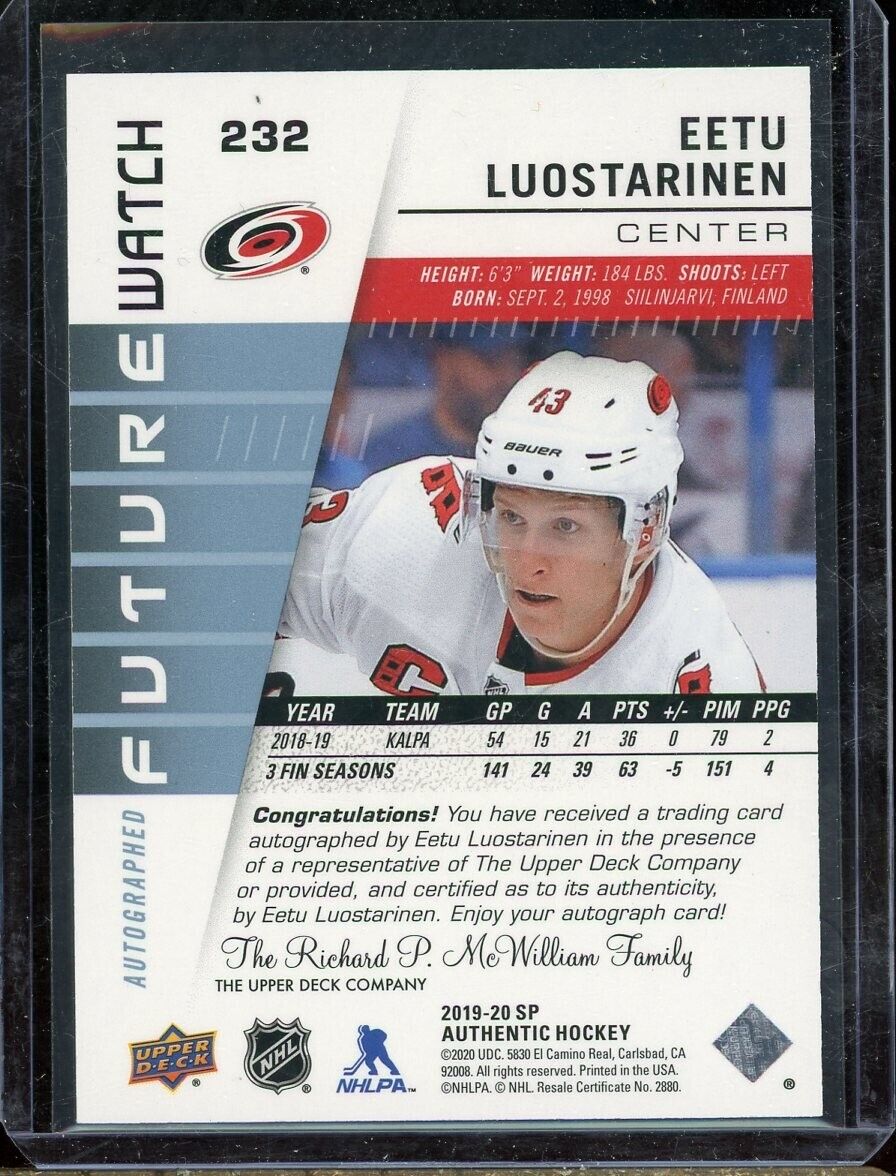 232
EETU
LUOSTARINEN
CENTER
HEIGHT: 6'3" WEIGHT: 184 LBS. SHOOTS: LEFT
BORN: SEPT. 2, 1998 SIILINJARVI, FINLAND
AUTOGRAPHED FUTURE WATCH
43
BAUER
3
C
NHL
YEAR TEAM GP G A PTS +/- PIM PPG
2018-19 KALPA 54 15 21 36 0 79 2
3 FIN SEASONS 141 24 39 63 -5 151 4
Congratulations! You have received a trading card
autographed by Eetu Luostarinen in the presence
of a representative of The Upper Deck Company
or provided, and certified as to its authenticity,
by Eetu Luostarinen. Enjoy your autograph card!
The Richard P. McWilliam Family
THE UPPER DECK COMPANY
2019-20 SP
AUTHENTIC HOCKEY
©2020 UDC. 5830 El Camino Real, Carlsbad, CA
92008. All rights reserved. Printed in the USA.
©NHLPA. © NHL. Resale Certificate No. 2880.
UPPER DECK ®
NHL ®
NHLPA™
®